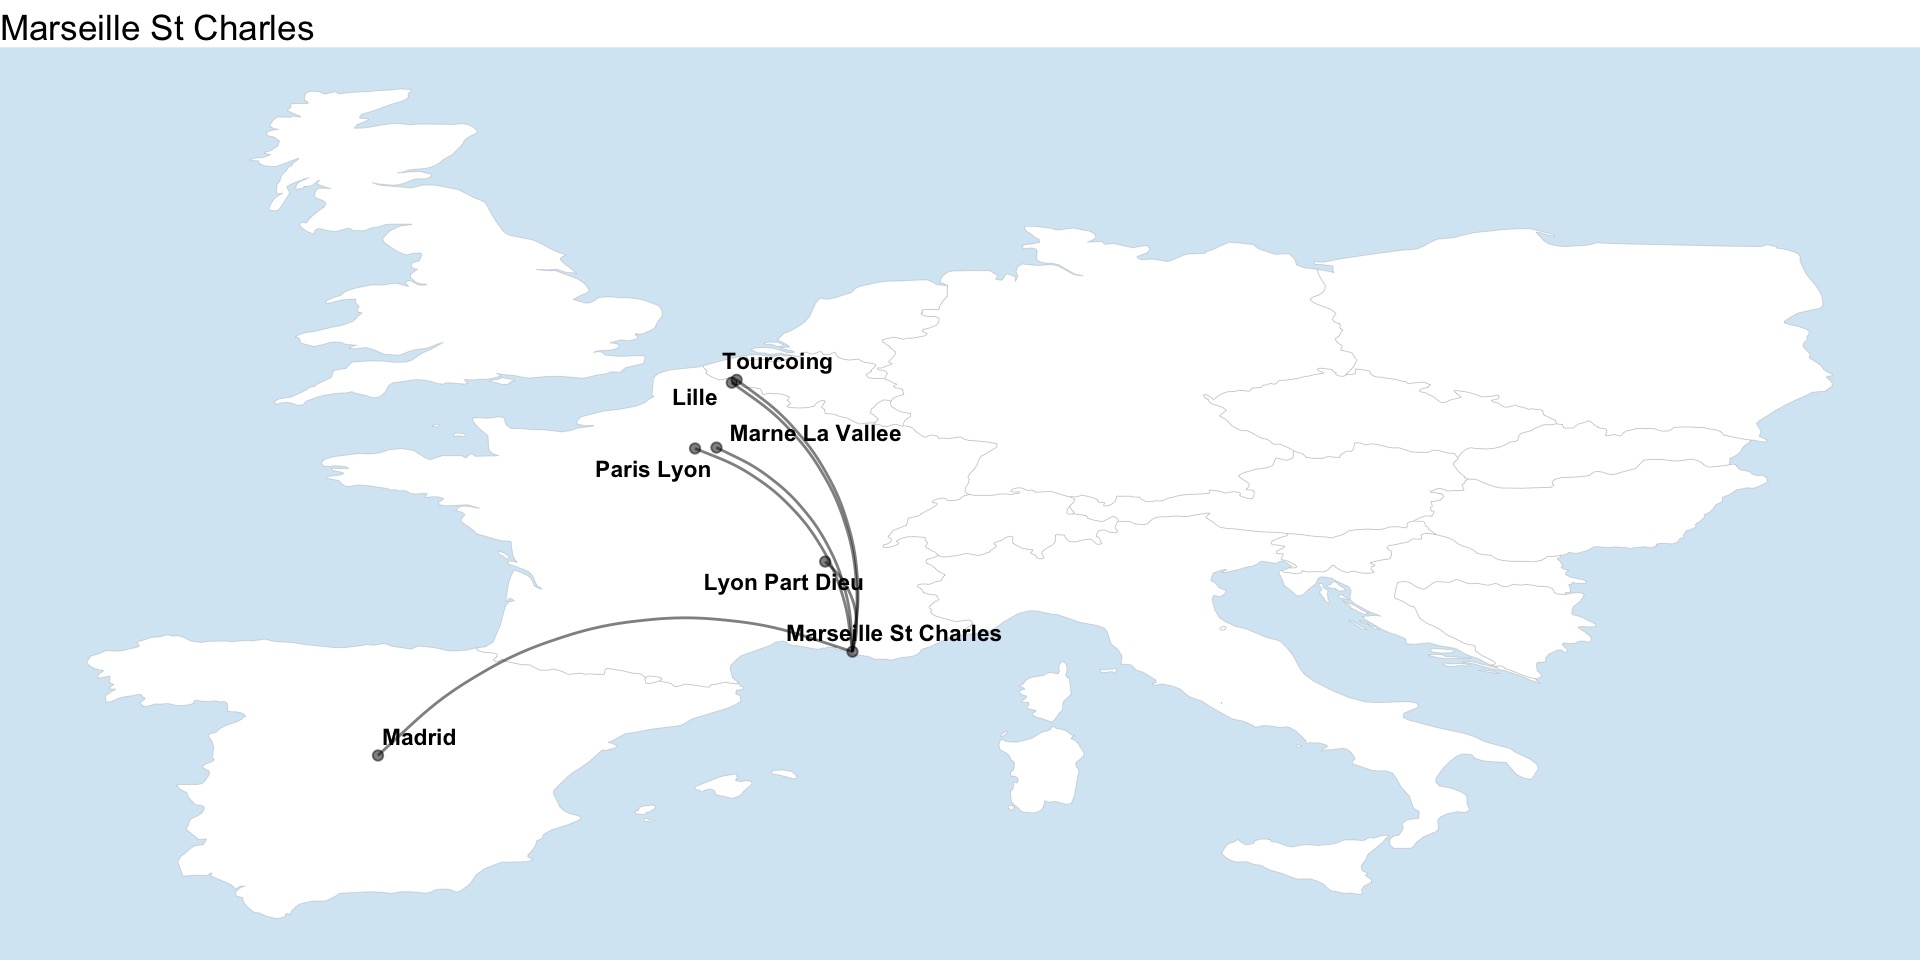 Marseille St Charles
Tourcoing
Lille
Marne La Vallee
Paris Lyon
Lyon Part Dieu
Marseille St Charles
Madrid